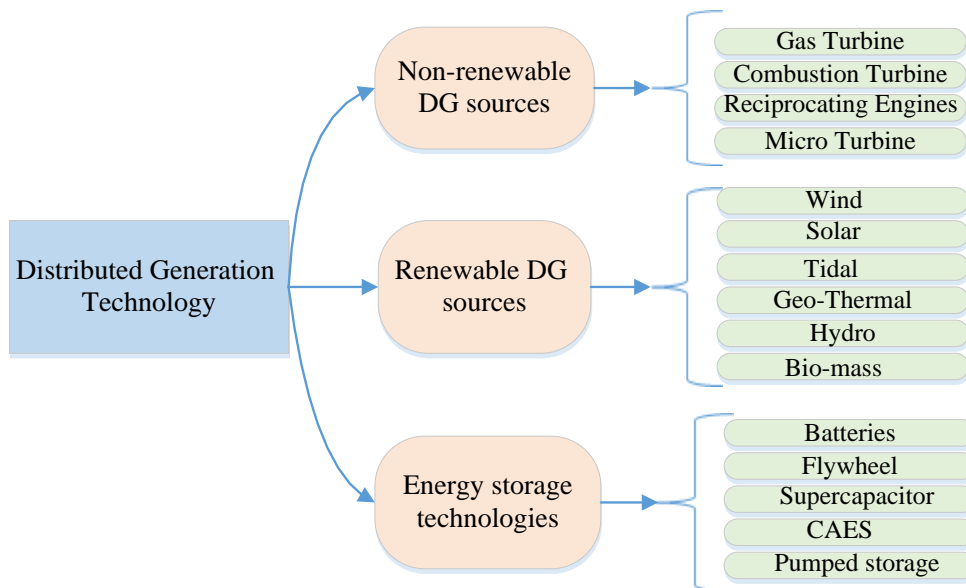 Distributed Generation
Technology
Non-renewable
DG sources
Gas Turbine
Combustion Turbine
Reciprocating Engines
Micro Turbine
Renewable DG
sources
Wind
Solar
Tidal
Geo-Thermal
Hydro
Bio-mass
Energy storage
technologies
Batteries
Flywheel
Supercapacitor
CAES
Pumped storage